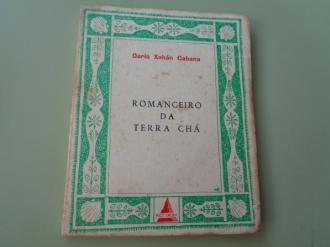 Darío Xohán Cabana
ROMANCEIRO
DA
TERRA CHÁ